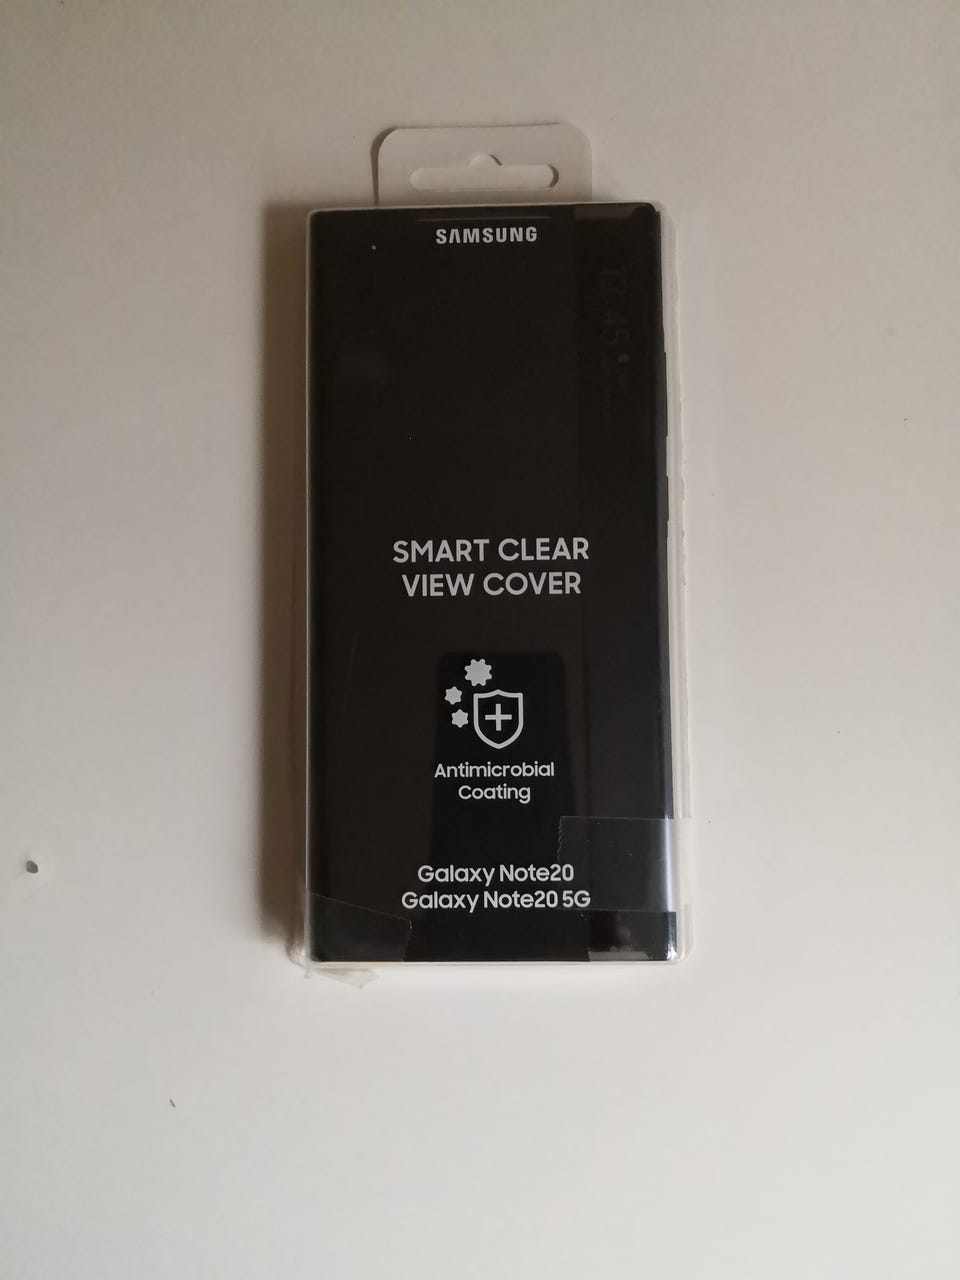 SAMSUNG
12:45
SMART CLEAR
VIEW COVER
Antimicrobial
Coating
Galaxy Note20
Galaxy Note20 5G